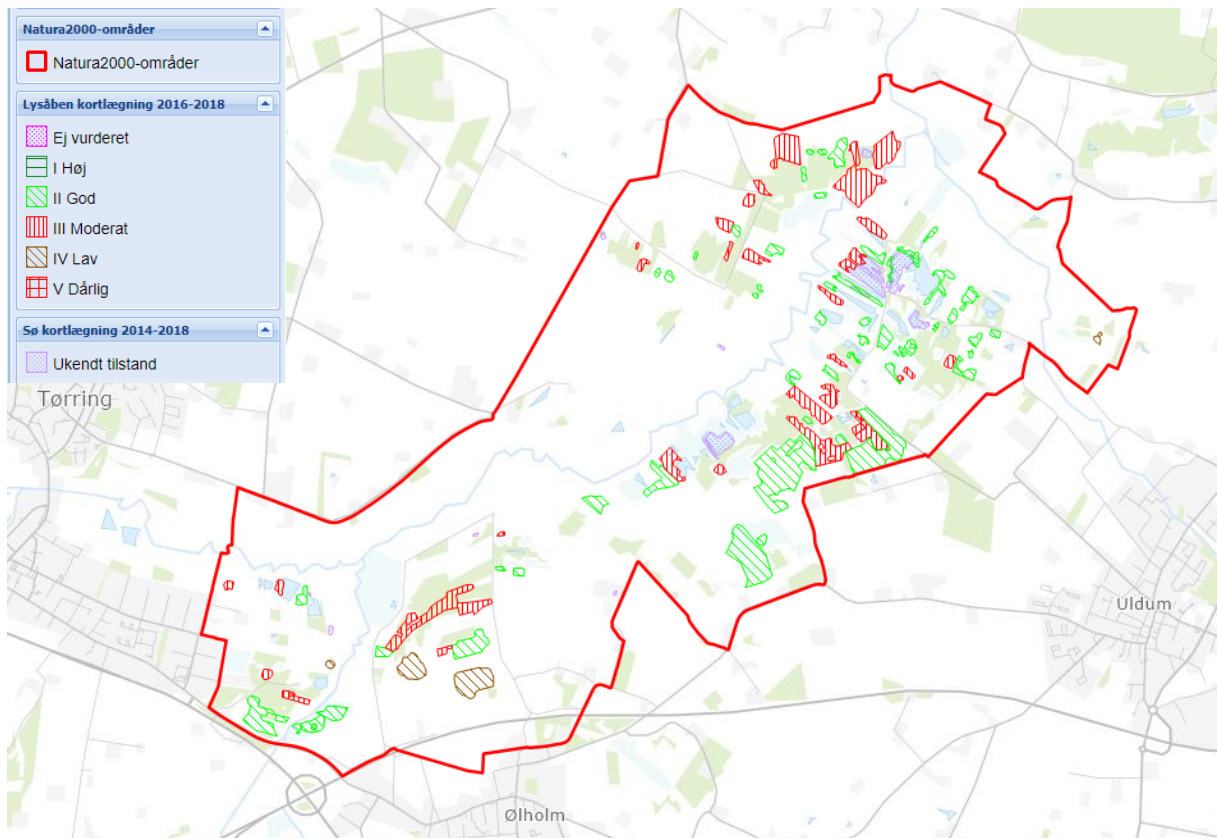 Natura2000-områder
Natura2000-områder
Lysåben kortlægning 2016-2018
Ej vurderet
I Høj
II God
III Moderat
IV Lav
V Dårlig
Sø kortlægning 2014-2018
Ukendt tilstand
Tørring
Uldum
Ølholm